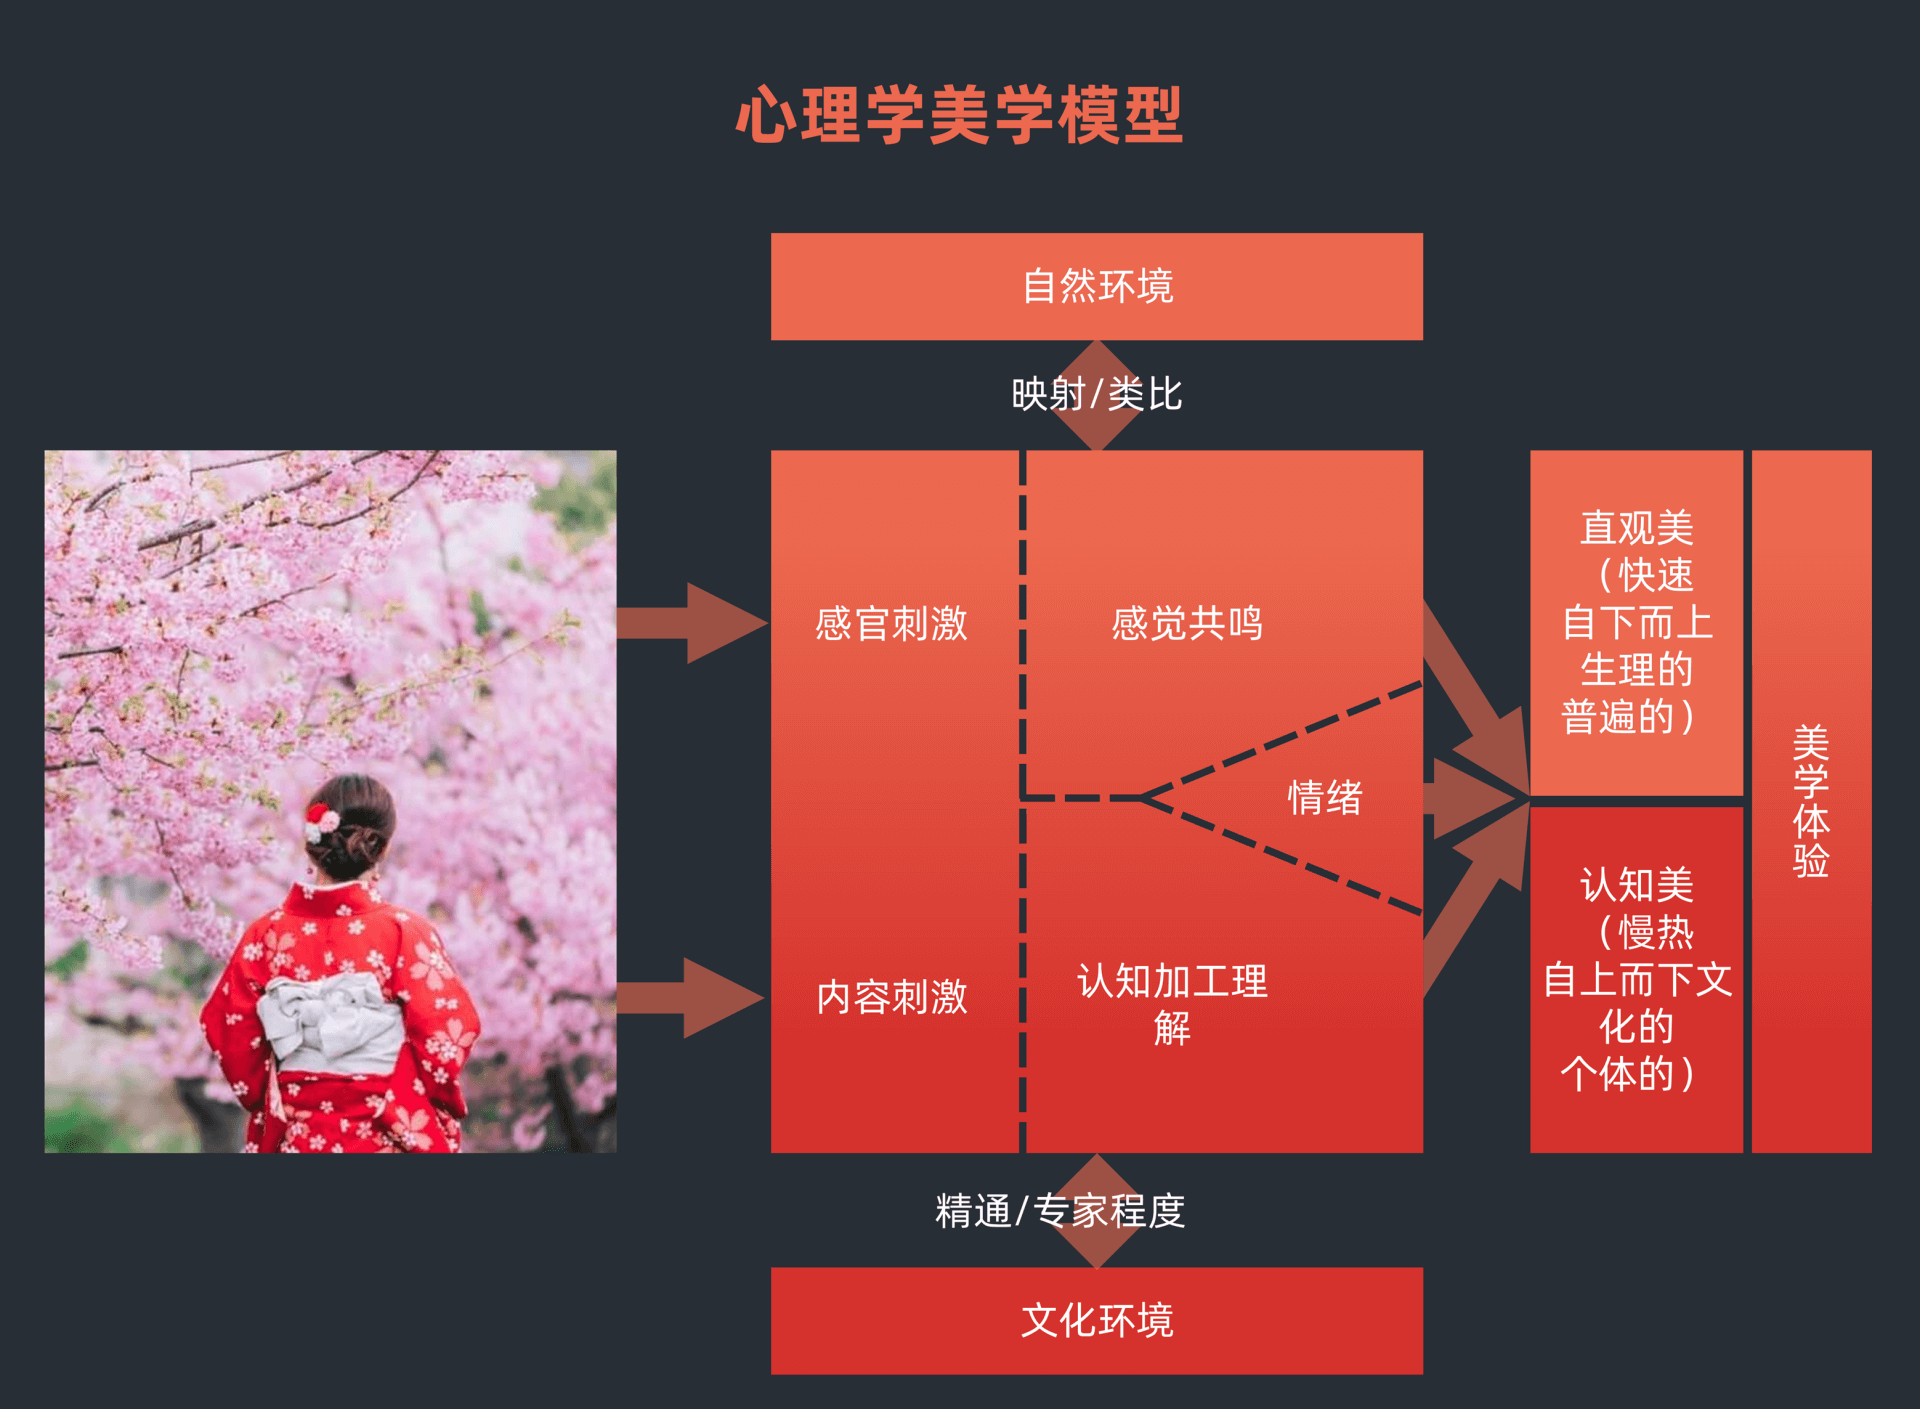 心理学美学模型
自然环境
映射/类比
感官刺激
感觉共鸣
情绪
内容刺激
认知加工理
解
直观美
（快速
自下而上
生理的
普遍的）
认知美
（慢热
自上而下文
化的
个体的）
美学体验
精通/专家程度
文化环境